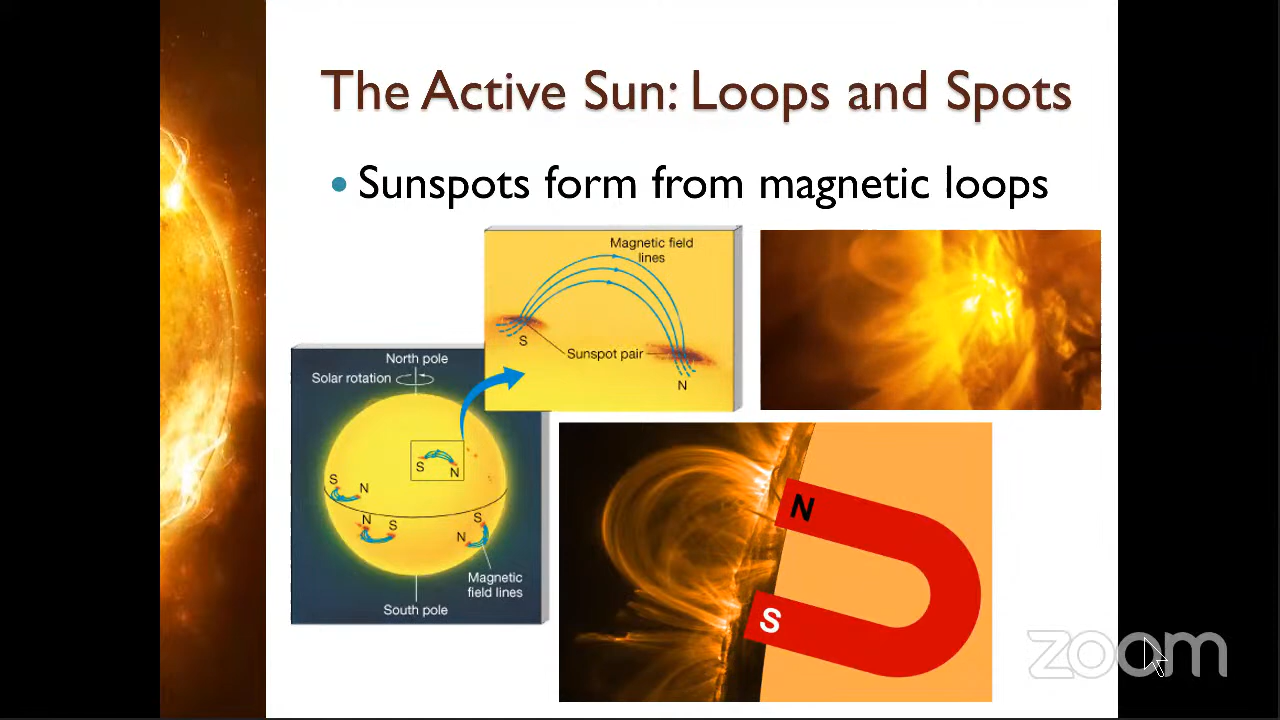 The Active Sun: Loops and Spots
• Sunspots form from magnetic loops
Magnetic field
lines
S
Sunspot pair
N
North pole
Solar rotation
S
N
S
N
N
S
S
N
Magnetic
field lines
South pole
N
S
zoom